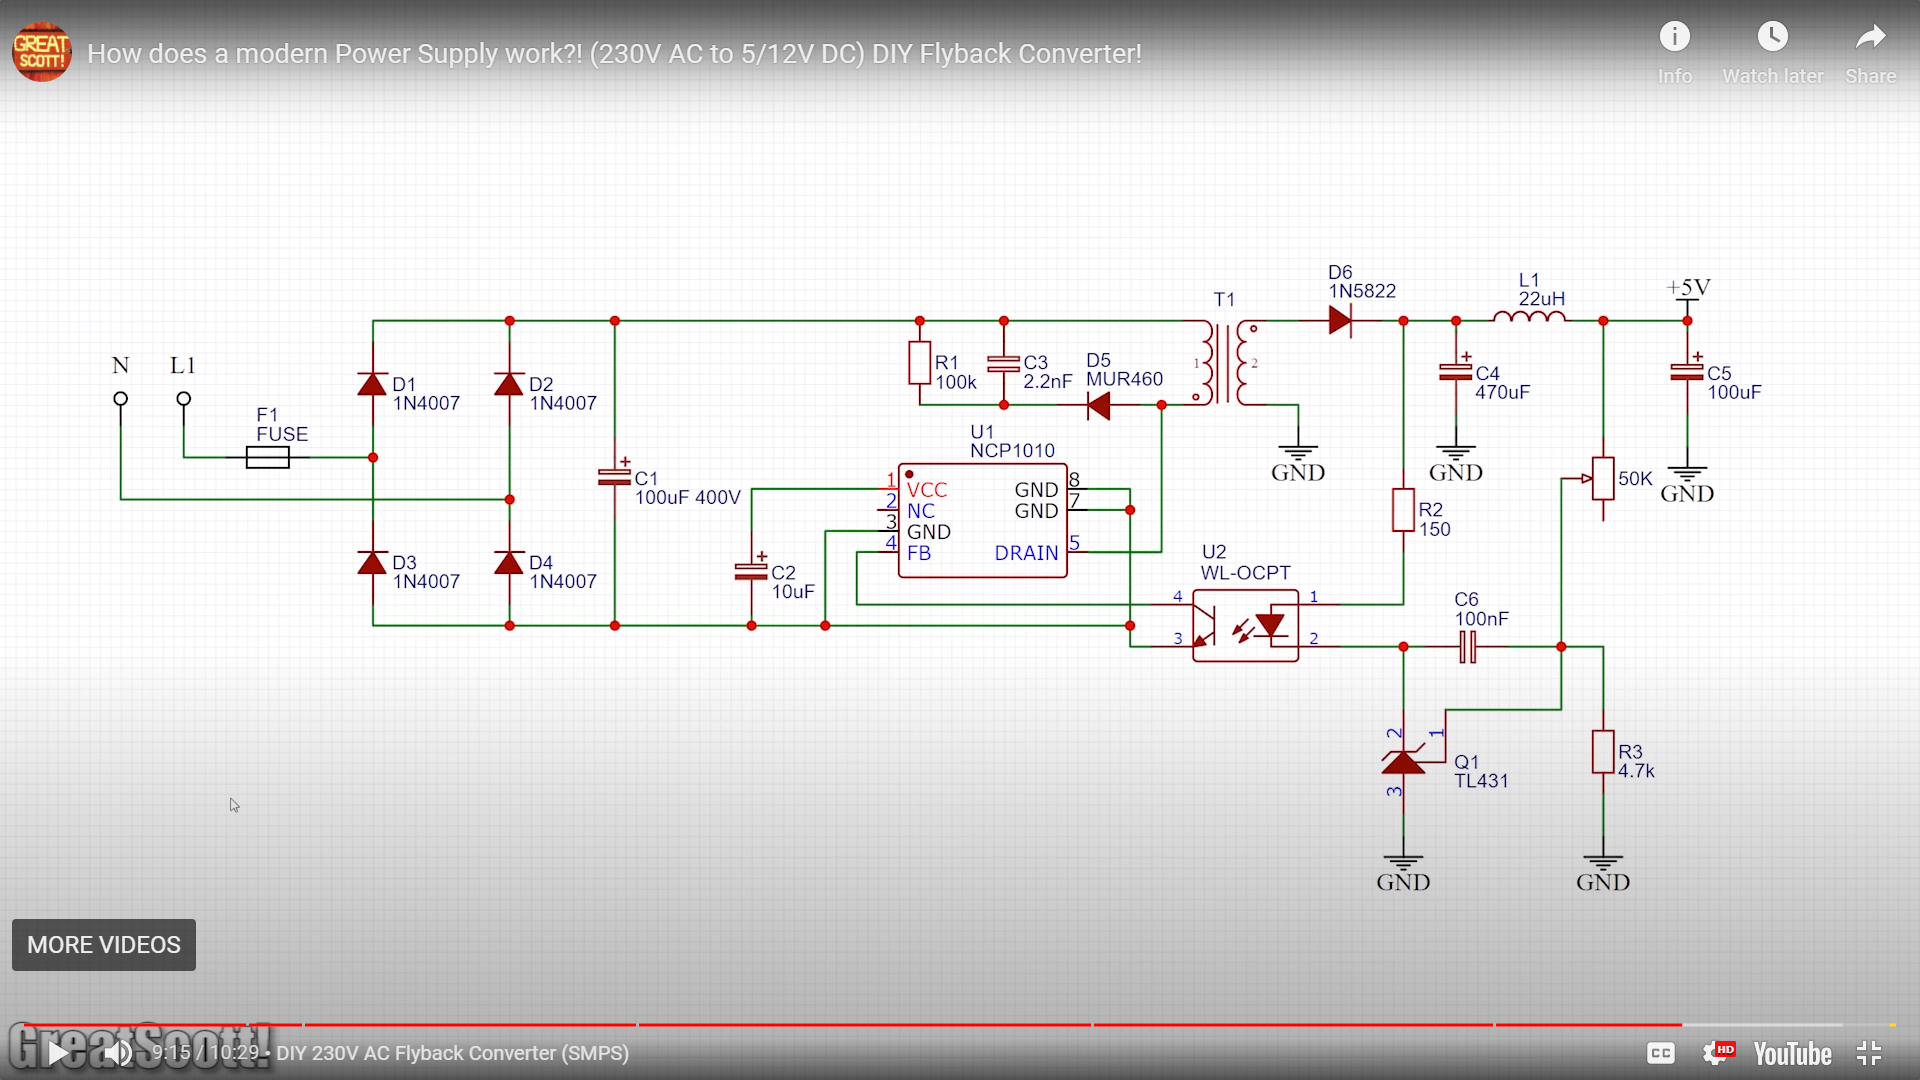 GREAT
SCOTT!
How does a modern Power Supply work?! (230V AC to 5/12V DC) DIY Flyback Converter!
Info
Watch later
Share
N
L1
F1
FUSE
D1
1N4007
D2
1N4007
D3
1N4007
D4
1N4007
C1
100uF 400V
C2
10uF
R1
100k
C3
2.2nF
D5
MUR460
T1
1
2
U1
NCP1010
1
VCC
2
NC
3
GND
4
FB
GND
8
GND
7
DRAIN
5
D6
1N5822
GND
C4
470uF
GND
L1
22uH
+5V
C5
100uF
GND
50K
R2
150
U2
WL-OCPT
4
3
1
2
C6
100nF
2
1
3
Q1
TL431
GND
R3
4.7k
GND
MORE VIDEOS
GreatScott!
9:15 / 10:29 • DIY 230V AC Flyback Converter (SMPS)
CC
HD
YouTube